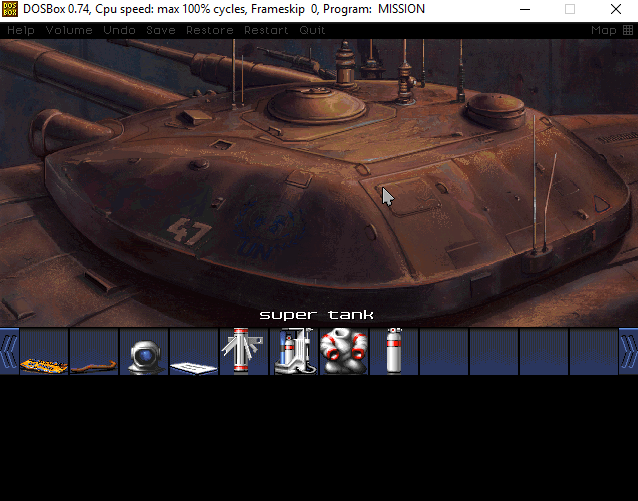 DOSBox 0.74, Cpu speed: max 100% cycles, Frameskip 0, Program: MISSION
Help Volume Undo Save Restore Restart Quit Map
47
UN
super tank